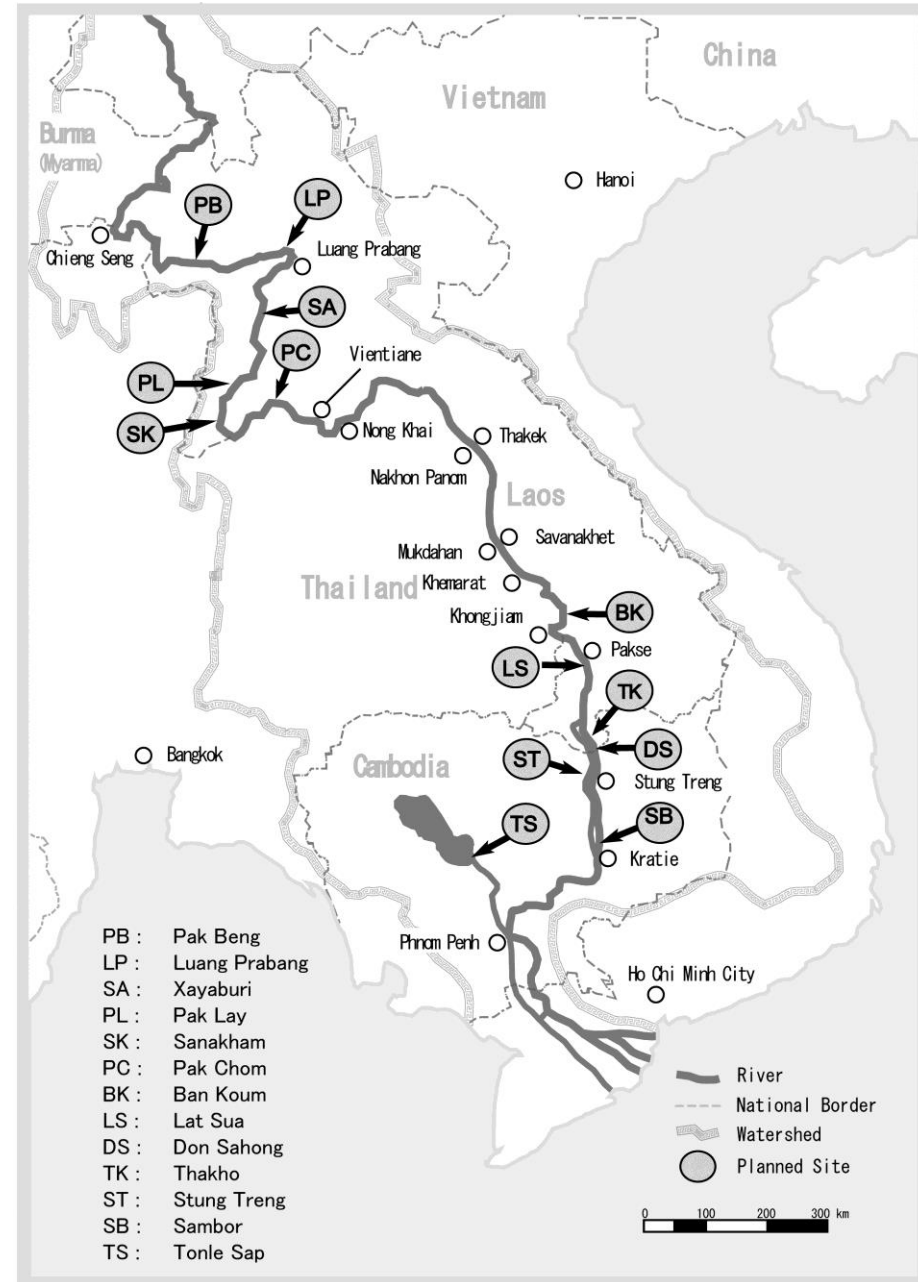 China
Vietnam
Burma
(Myarma)
Hanoi
PB
LP
Chieng Seng
Luang Prabang
SA
PC
Vientiane
PL
SK
Nong Khai
Thakek
Nakhon Panom
Laos
Savanakhet
Mukdahan
Thailand
Khemarat
Khongjiam
BK
Pakse
LS
TK
DS
Bangkok
ST
Cambodia
Stung Treng
TS
SB
Kratie
Phnom Penh
Ho Chi Minh City
PB : Pak Beng
LP : Luang Prabang
SA : Xayaburi
PL : Pak Lay
SK : Sanakham
PC : Pak Chom
BK : Ban Koum
LS : Lat Sua
DS : Don Sahong
TK : Thakho
ST : Stung Treng
SB : Sambor
TS : Tonle Sap
River
National Border
Watershed
Planned Site
0 100 200 300 km